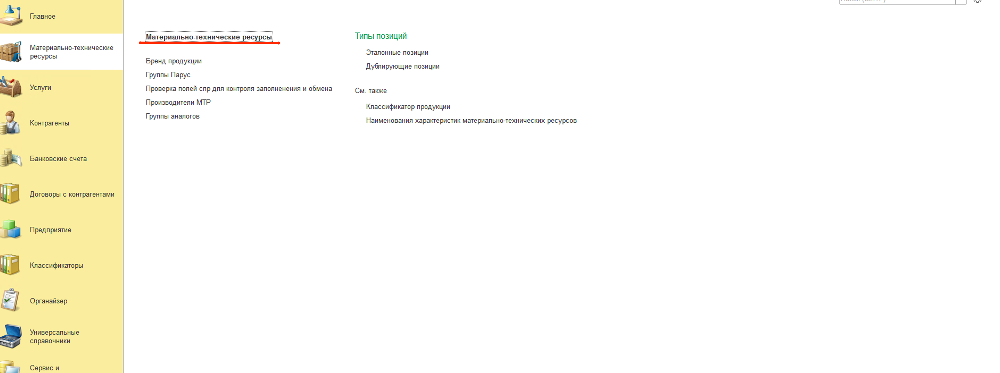 Главное
Материально-технические
ресурсы
Услуги
Контрагенты
Банковские счета
Договоры с контрагентами
Предприятие
Классификаторы
Органайзер
Универсальные
справочники
Сервис и
Материально-технические ресурсы
Бренд продукции
Группы Парус
Проверка полей спр для контроля заполненения и обмена
Производители МТР
Группы аналогов
Типы позиций
Эталонные позиции
Дублирующие позиции
См. также
Классификатор продукции
Наименования характеристик материально-технических ресурсов